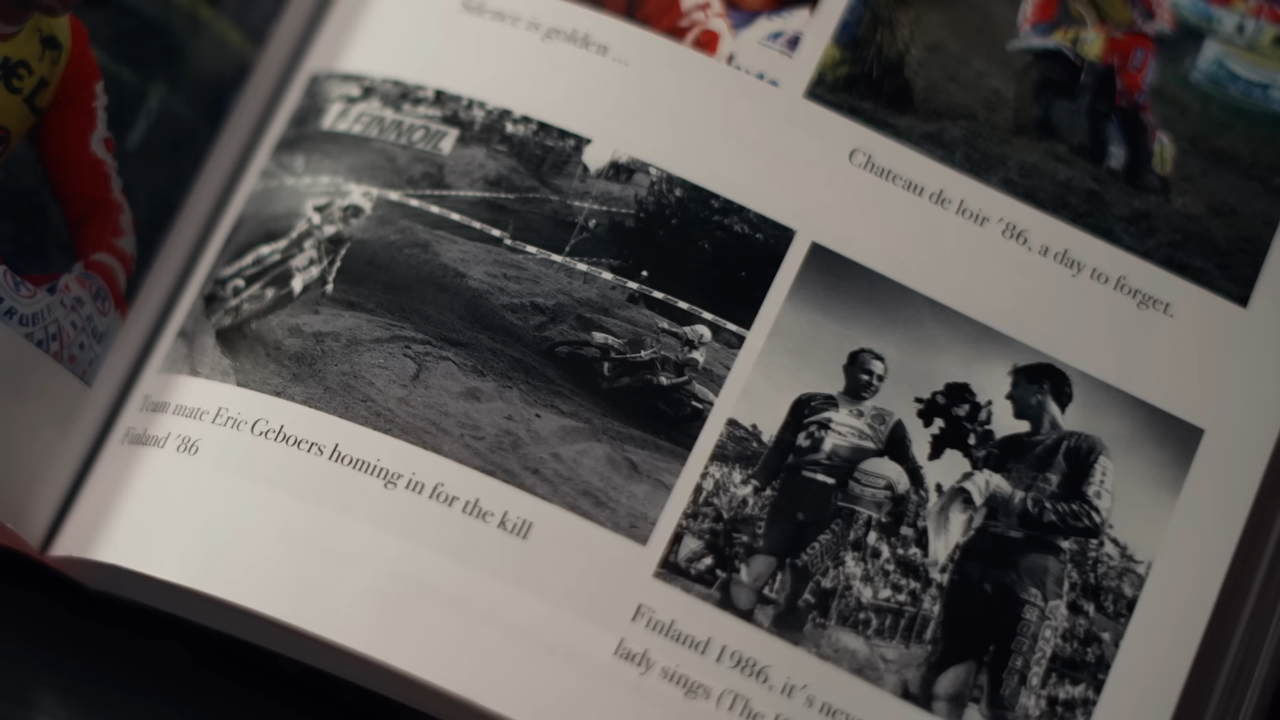 Silence is golden ...
FINNOIL
Chateau de loir ´86, a day to forget.
Team mate Eric Geboers homing in for the kill
Finland ´86
Finland 1986, it´s
lady sings (The